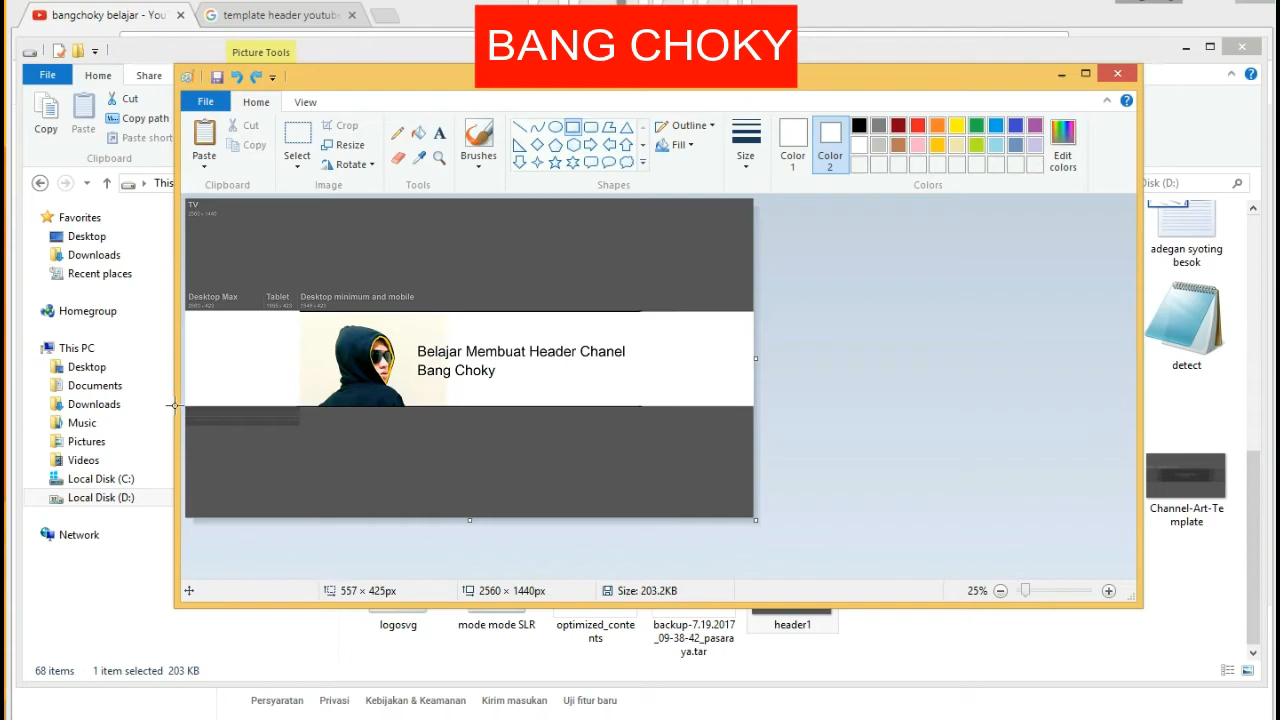 bangchoky belajar - You
template header youtube
BANG CHOKY
Picture Tools
File
Home
Share
Copy
Paste
Cut
Copy path
Paste short
Clipboard
File
Home
View
Paste
Cut
Copy
Clipboard
Select
Crop
Resize
Rotate
Image
Tools
Brushes
Shapes
Outline
Fill
Size
Color
1
Color
2
Edit
colors
Colors
This
Disk (D:)
Favorites
Desktop
Downloads
Recent places
Homegroup
This PC
Desktop
Documents
Downloads
Music
Pictures
Videos
Local Disk (C:)
Local Disk (D:)
Network
TV
2560 x 1440
Desktop Max
Tablet
Desktop minimum and mobile
Belajar Membuat Header Chanel
Bang Choky
adegan syoting
besok
detect
Channel-Art-Te
mplate
557 × 425px
2560 × 1440px
Size: 203.2KB
25%
logosvg
mode mode SLR
optimized_conte
nts
backup-7.19.2017
_09-38-42_pasara
ya.tar
header1
68 items
1 item selected 203 KB
Persyaratan
Privasi
Kebijakan & Keamanan
Kirim masukan
Uji fitur baru